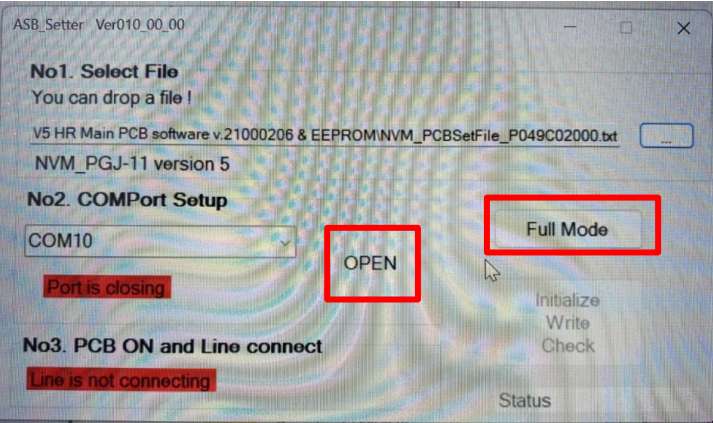 ASB_Setter Ver010_00_00
No1. Select File
You can drop a file !
V5 HR Main PCB software v.21000206 & EEPROM\NVM_PCBSetFile_P049C02000.txt
...
NVM_PGJ-11 version 5
No2. COMPort Setup
Full Mode
COM10
OPEN
Port is closing
Initialize
Write
Check
No3. PCB ON and Line connect
Line is not connecting
Status